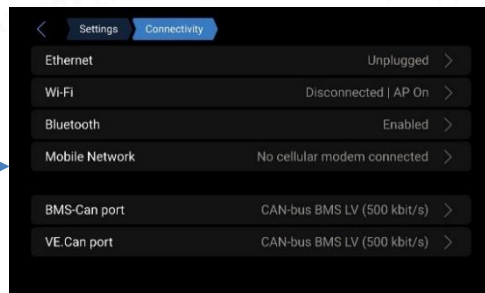 Settings Connectivity
Ethernet Unplugged
Wi-Fi Disconnected | AP On
Bluetooth Enabled
Mobile Network No cellular modem connected
BMS-Can port CAN-bus BMS LV (500 kbit/s)
VE.Can port CAN-bus BMS LV (500 kbit/s)